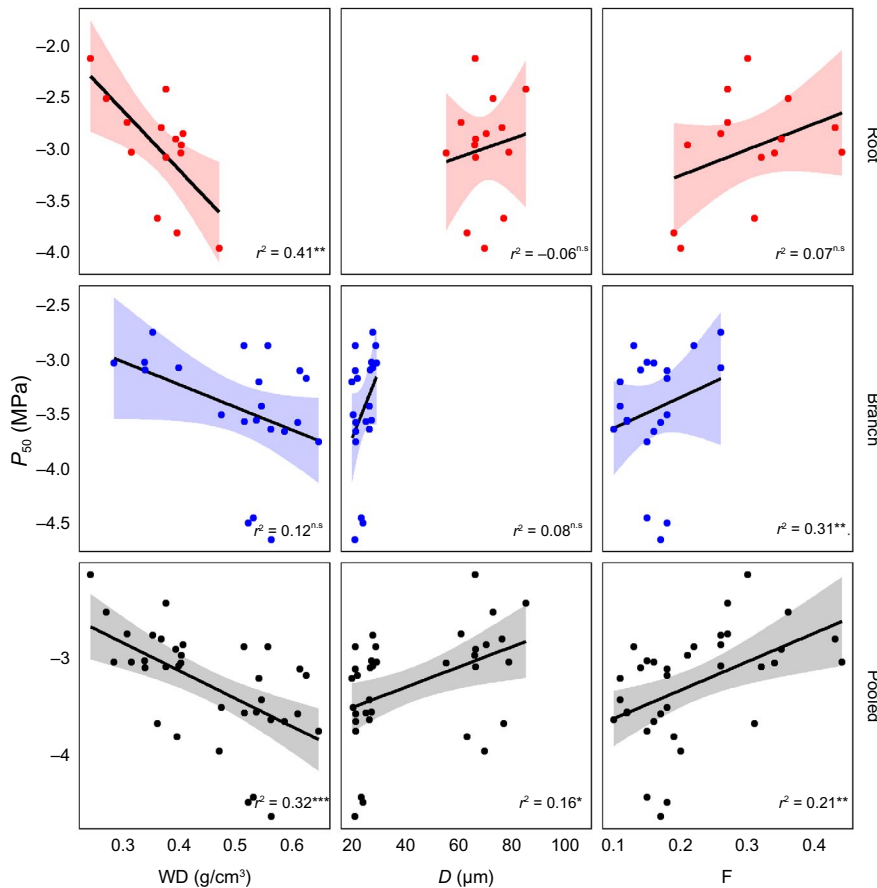 –2.0
–2.5
–3.0
–3.5
–4.0
r² = 0.41**
r² = –0.06n.s
r² = 0.07n.s
Root
–2.5
–3.0
–3.5
–4.0
–4.5
P50 (MPa)
r² = 0.12n.s
r² = 0.08n.s
r² = 0.31**.
Branch
–3
–4
r² = 0.32***
r² = 0.16*
r² = 0.21**
Pooled
0.3 0.4 0.5 0.6
20 40 60 80 100
0.1 0.2 0.3 0.4
WD (g/cm³)
D (μm)
F